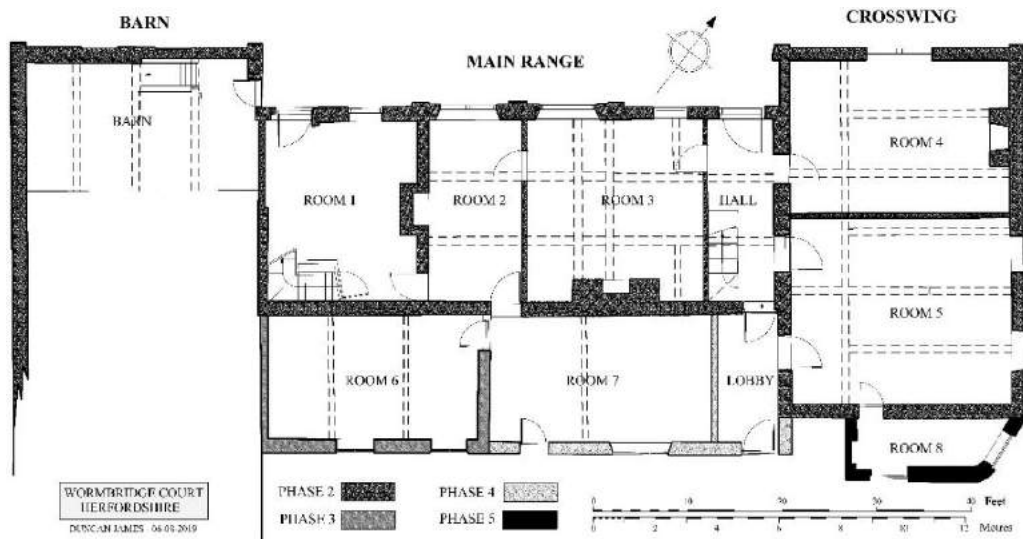 BARN
MAIN RANGE
CROSSWING
BARN
ROOM 1
ROOM 2
ROOM 3
HALL
ROOM 4
ROOM 5
ROOM 6
ROOM 7
LOBBY
ROOM 8
WORMBRIDGE COURT
HERFORDSHIRE
DUNCAN JAMES - 06-08-2019
PHASE 2
PHASE 3
PHASE 4
PHASE 5
0 10 20 30 40 Feet
0 2 4 6 8 10 12 Metres